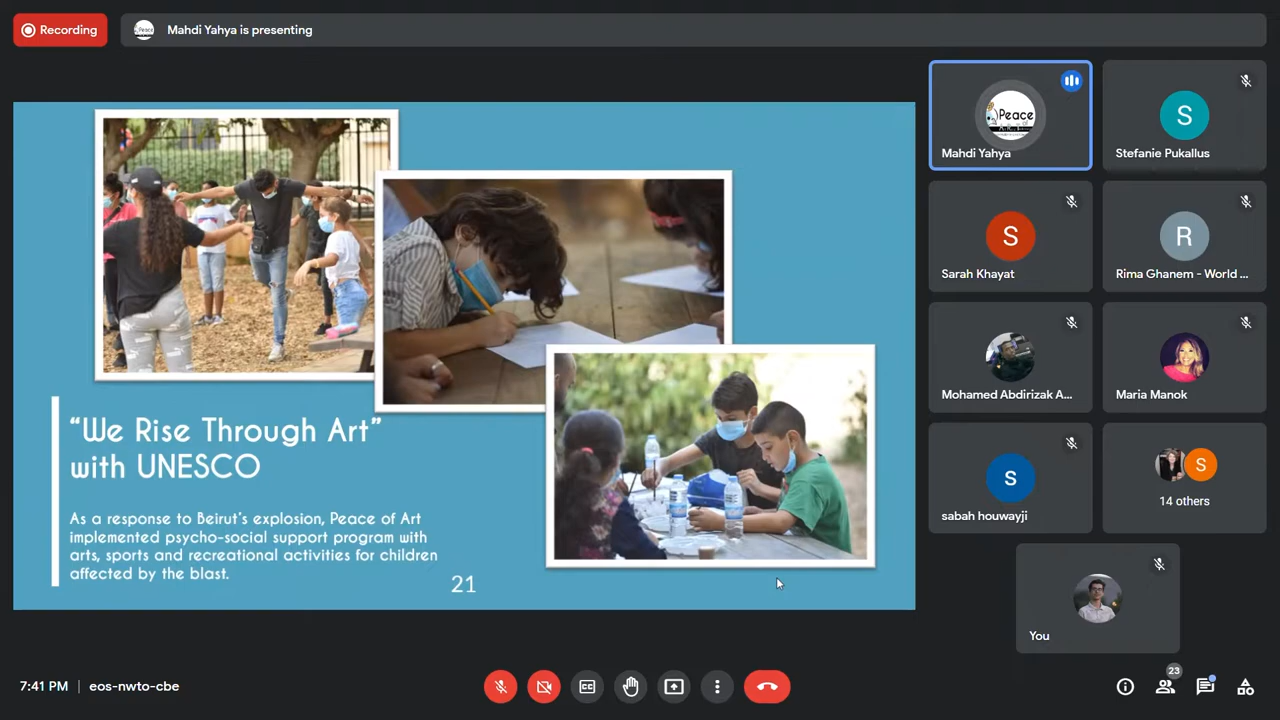 Recording
Mahdi Yahya is presenting
Peace
Mahdi Yahya
S
Stefanie Pukallus
S
Sarah Khayat
R
Rima Ghanem - World ...
Mohamed Abdirizak A...
Maria Manok
s
sabah houwayji
S
14 others
You
“We Rise Through Art”
with UNESCO
As a response to Beirut's explosion, Peace of Art
implemented psycho-social support program with
arts, sports and recreational activities for children
affected by the blast.
21
7:41 PM | eos-nwto-cbe
23